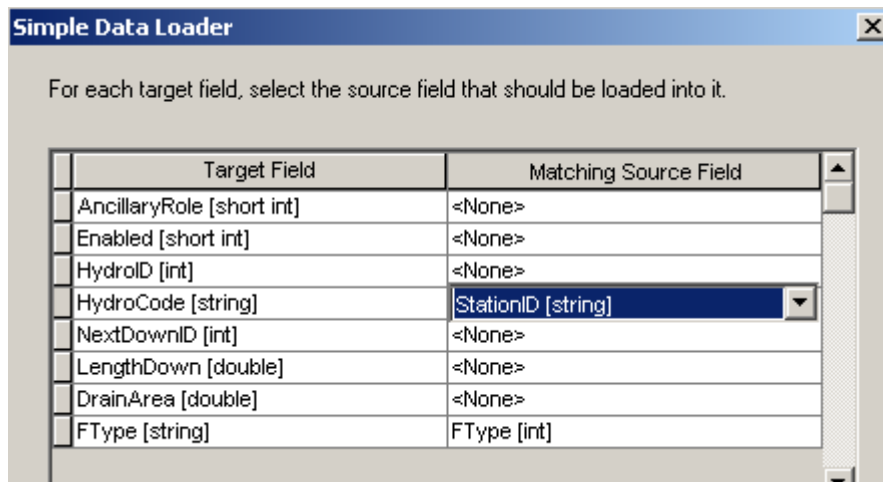 Simple Data Loader
For each target field, select the source field that should be loaded into it.
Target Field Matching Source Field
AncillaryRole [short int] <None>
Enabled [short int] <None>
HydroID [int] <None>
HydroCode [string] StationID [string]
NextDownID [int] <None>
LengthDown [double] <None>
DrainArea [double] <None>
FType [string] FType [int]